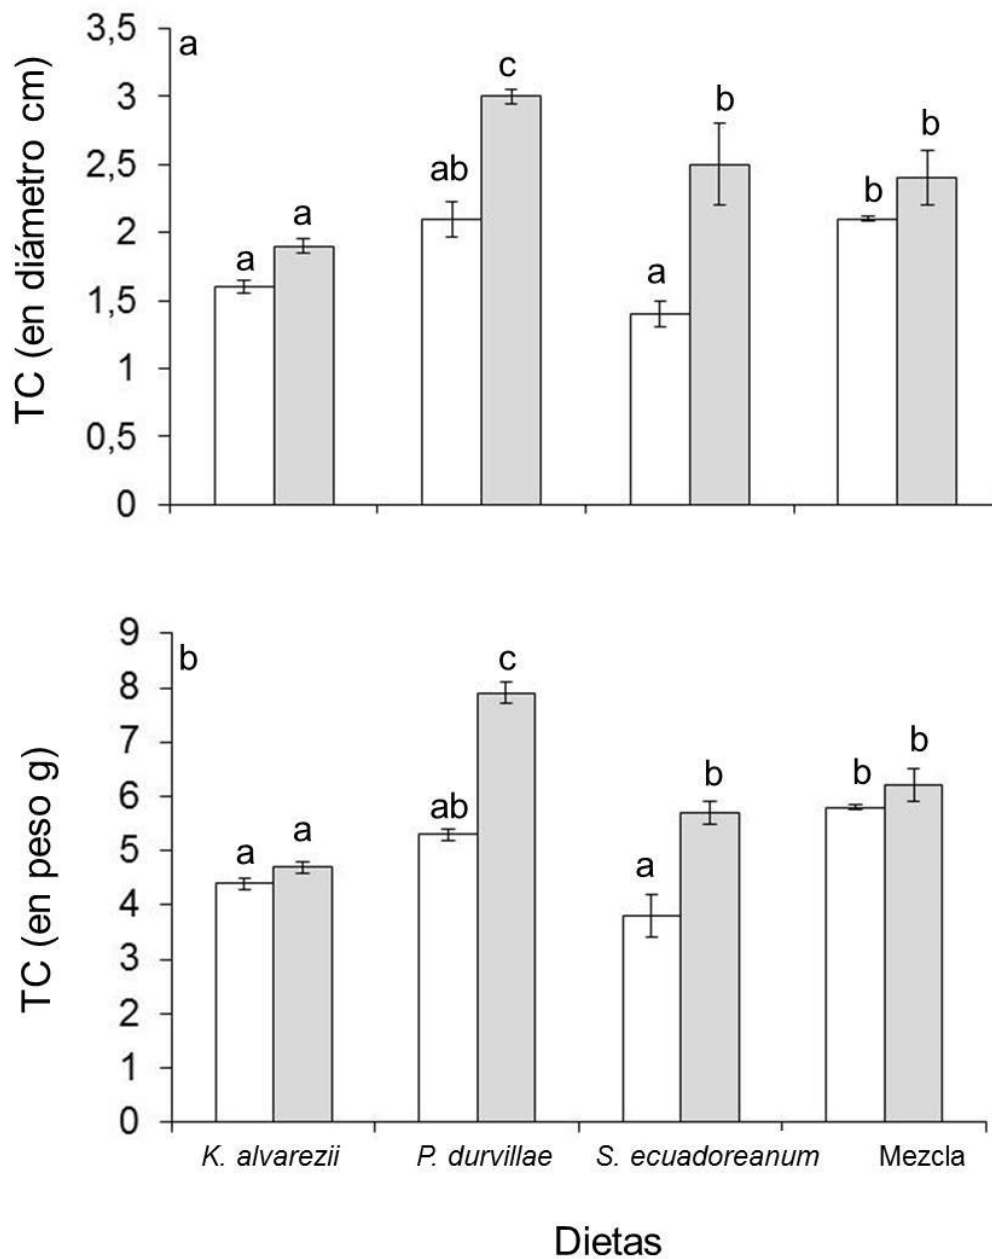 3,5
a
c
3
b
b
2,5
ab
b
a
2
a
a
1,5
1
0,5
0
TC (en diámetro cm)
9
b
c
8
7
b
b
b
6
ab
a
5
a
a
4
3
2
1
0
TC (en peso g)
K. alvarezii P. durvillae S. ecuadoreanum Mezcla
Dietas